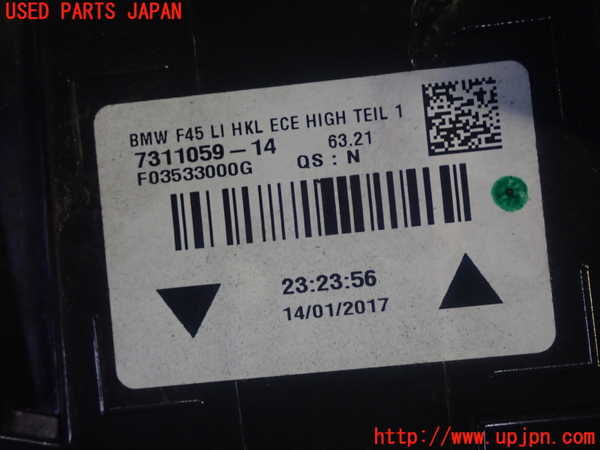 USED PARTS JAPAN
BMW F45 LI HKL ECE HIGH TEIL 1
7311059-14 63.21
F03533000G QS : N
23:23:56
14/01/2017
http://www.upjpn.com/